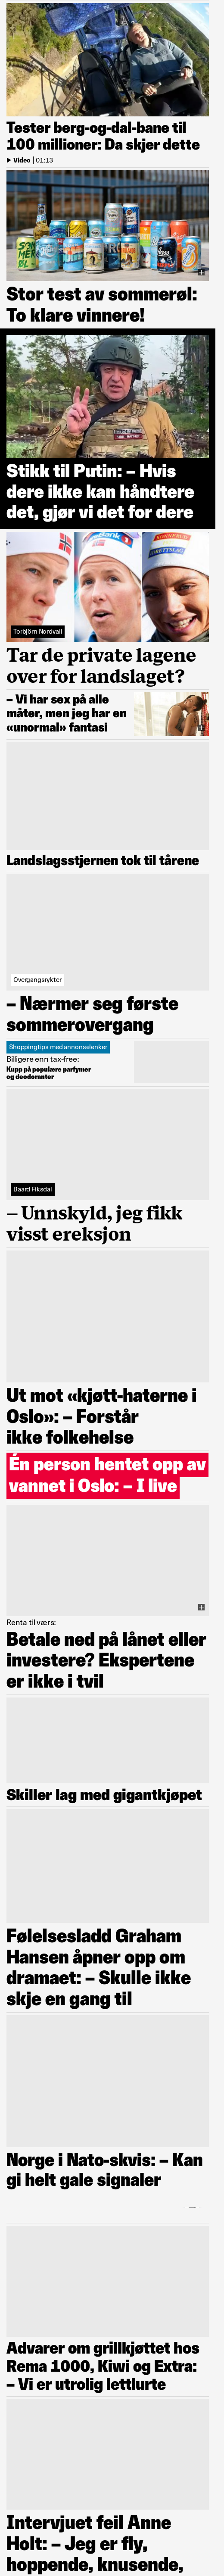 Tester berg-og-dal-bane til
100 millioner: Da skjer dette
Video | 01:13
Stor test av sommerøl:
To klare vinnere!
Stikk til Putin: – Hvis
dere ikke kan håndtere
det, gjør vi det for dere
Torbjörn Nordvall
Tar de private lagene
over for landslaget?
– Vi har sex på alle
måter, men jeg har en
«unormal» fantasi
Landslagsstjernen tok til tårene
Overgangsrykter
– Nærmer seg første
sommerovergang
Shoppingtips med annonselenker
Billigere enn tax-free:
Kupp på populære parfymer
og deodoranter
Baard Fiksdal
– Unnskyld, jeg fikk
visst ereksjon
Ut mot «kjøtt-haterne i
Oslo»: – Forstår
ikke folkehelse
Én person hentet opp av
vannet i Oslo: – I live
Renta til værs:
Betale ned på lånet eller
investere? Ekspertene
er ikke i tvil
Skiller lag med gigantkjøpet
Følelsesladd Graham
Hansen åpner opp om
dramaet: – Skulle ikke
skje en gang til
Norge i Nato-skvis: – Kan
gi helt gale signaler
Advarer om grillkjøttet hos
Rema 1000, Kiwi og Extra:
– Vi er utrolig lettlurte
Intervjuet feil Anne
Holt: – Jeg er fly,
hoppende, knusende,